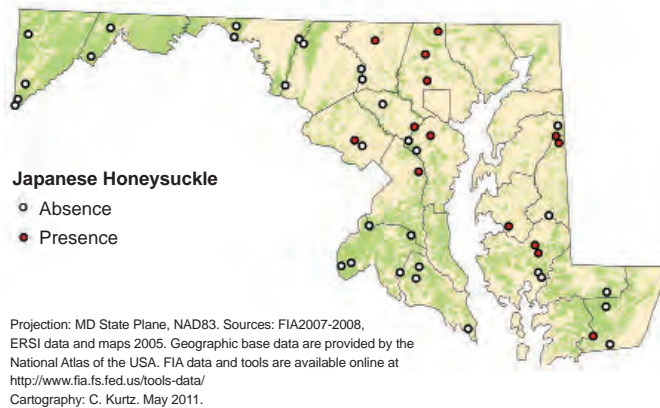 Japanese Honeysuckle
Absence
Presence
Projection: MD State Plane, NAD83. Sources: FIA2007-2008,
ERSI data and maps 2005. Geographic base data are provided by the
National Atlas of the USA. FIA data and tools are available online at
http://www.fia.fs.fed.us/tools-data/
Cartography: C. Kurtz. May 2011.